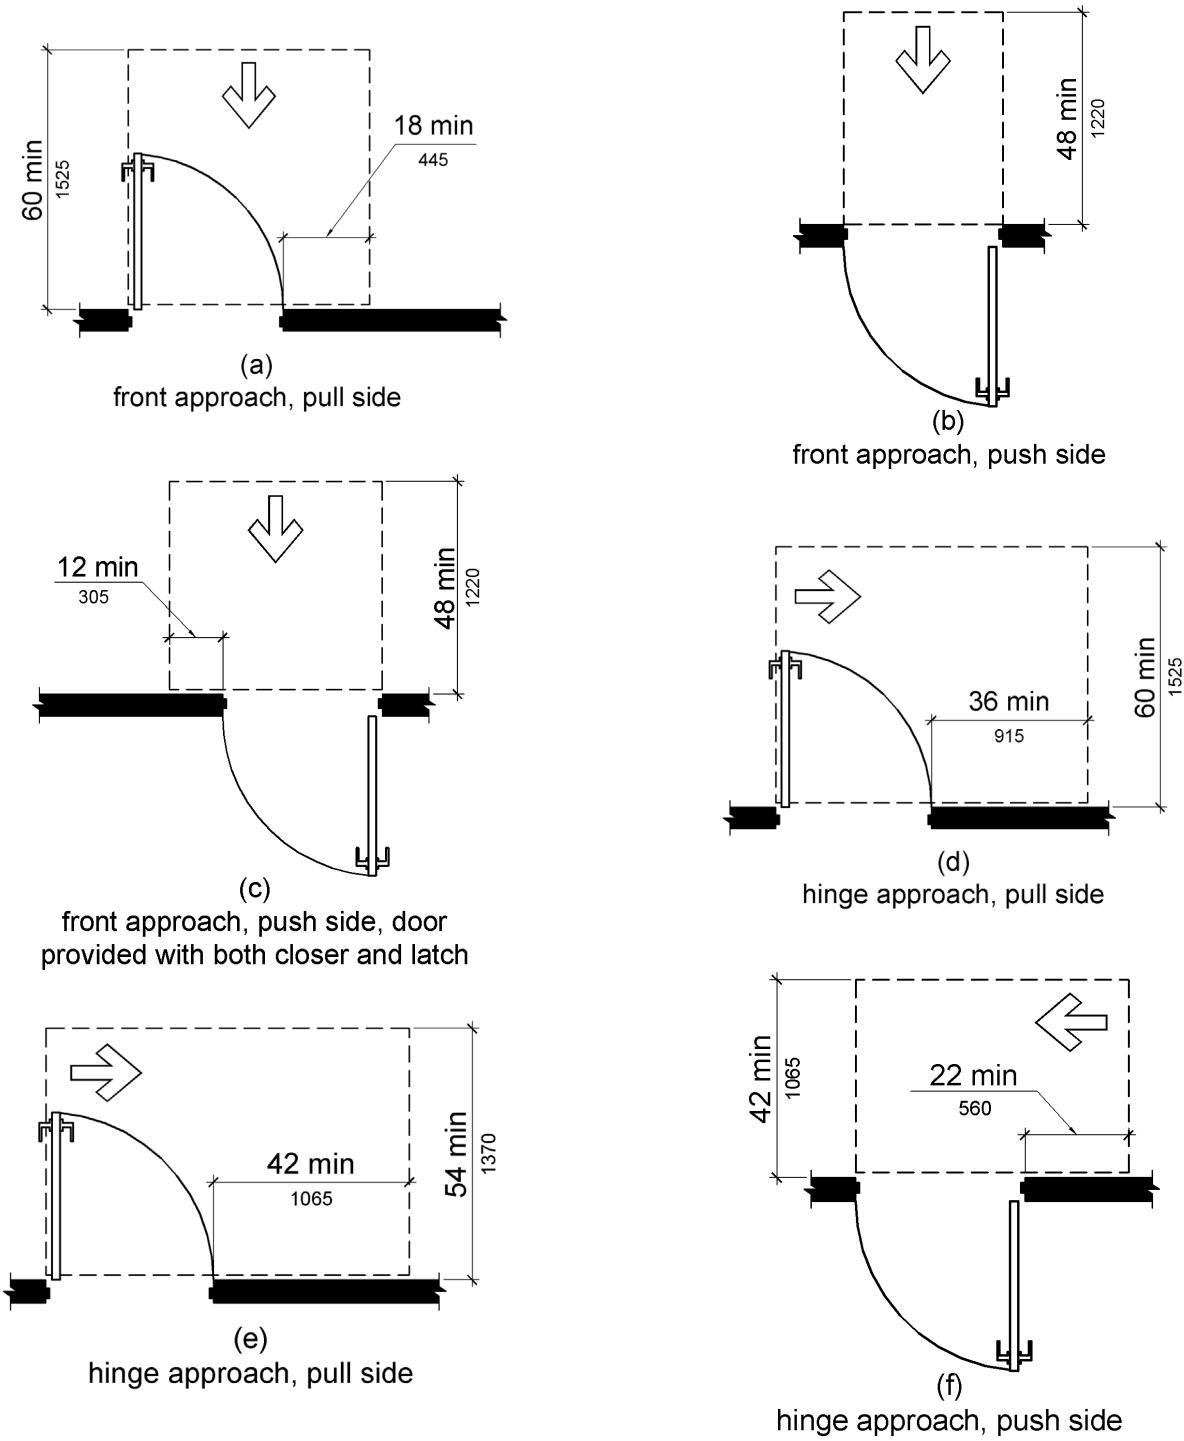 60 min
1525
18 min
445
(a)
front approach, pull side
48 min
1220
(b)
front approach, push side
12 min
305
48 min
1220
(c)
front approach, push side, door
provided with both closer and latch
36 min
915
60 min
1525
(d)
hinge approach, pull side
42 min
1065
54 min
1370
(e)
hinge approach, pull side
42 min
1065
22 min
560
(f)
hinge approach, push side